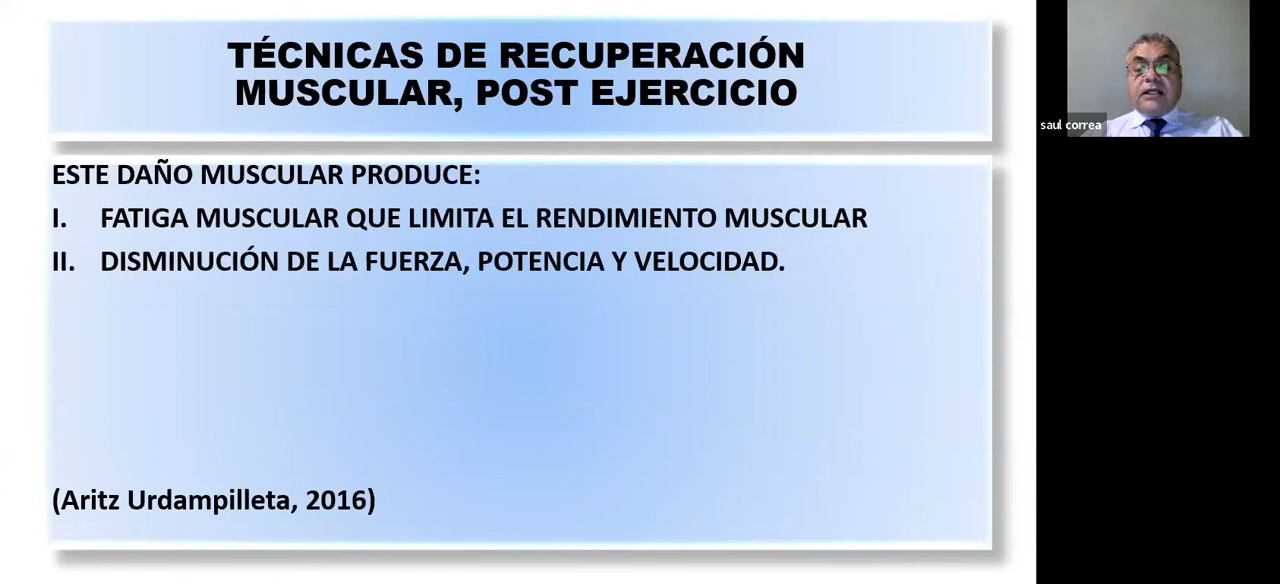 TÉCNICAS DE RECUPERACIÓN
MUSCULAR, POST EJERCICIO
ESTE DAÑO MUSCULAR PRODUCE:
I. FATIGA MUSCULAR QUE LIMITA EL RENDIMIENTO MUSCULAR
II. DISMINUCIÓN DE LA FUERZA, POTENCIA Y VELOCIDAD.
(Aritz Urdampilleta, 2016)
saul correa